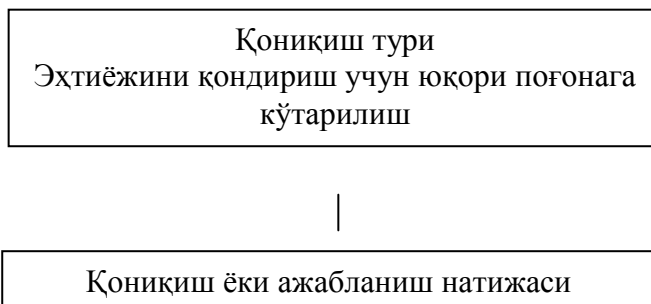 Қониқиш тури
Эҳтиёжини қондириш учун юқори поғонага
кўтарилиш
Қониқиш ёки ажабланиш натижаси